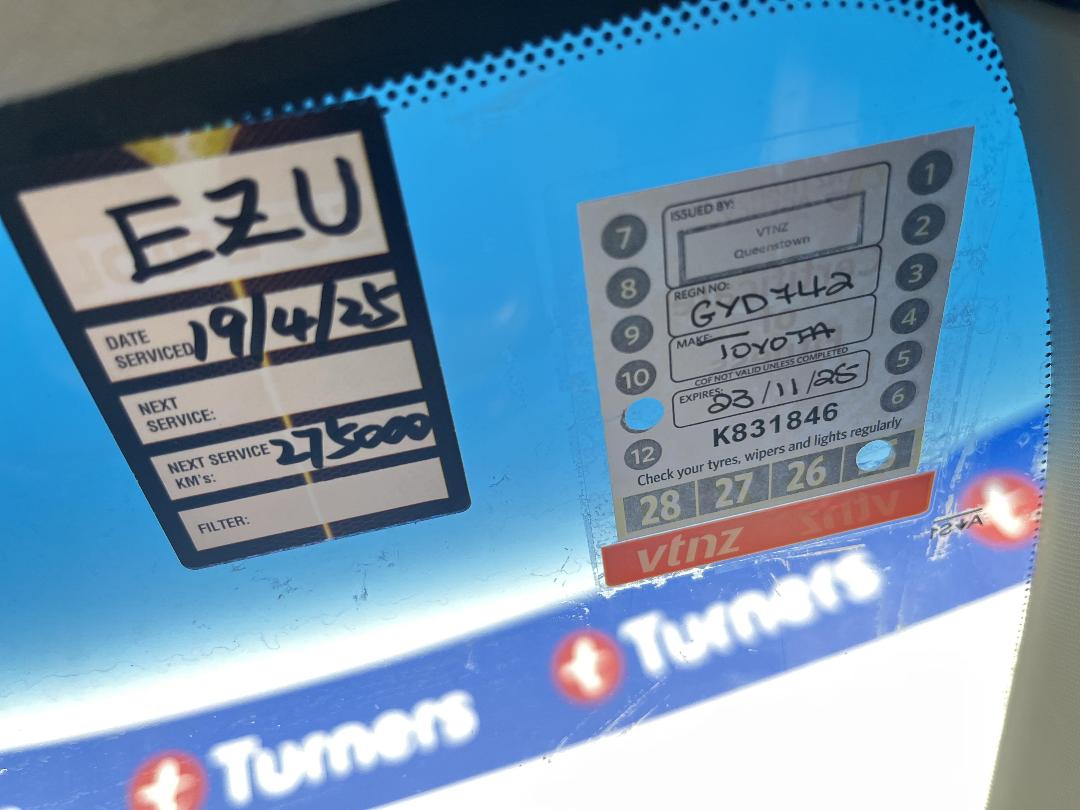 EZU
DATE SERVICED 19/4/25
NEXT SERVICE:
NEXT SERVICE KM's: 275000
FILTER:
ISSUED BY:
VTNZ
Queenstown
REGN NO: GYD742
MAKE: TOYOTA
COF NOT VALID UNLESS COMPLETED
EXPIRES: 23/11/25
K831846
Check your tyres, wipers and lights regularly
7
8
9
10
12
1
2
3
4
5
6
28 27 26
vtnz
Turners
Turners